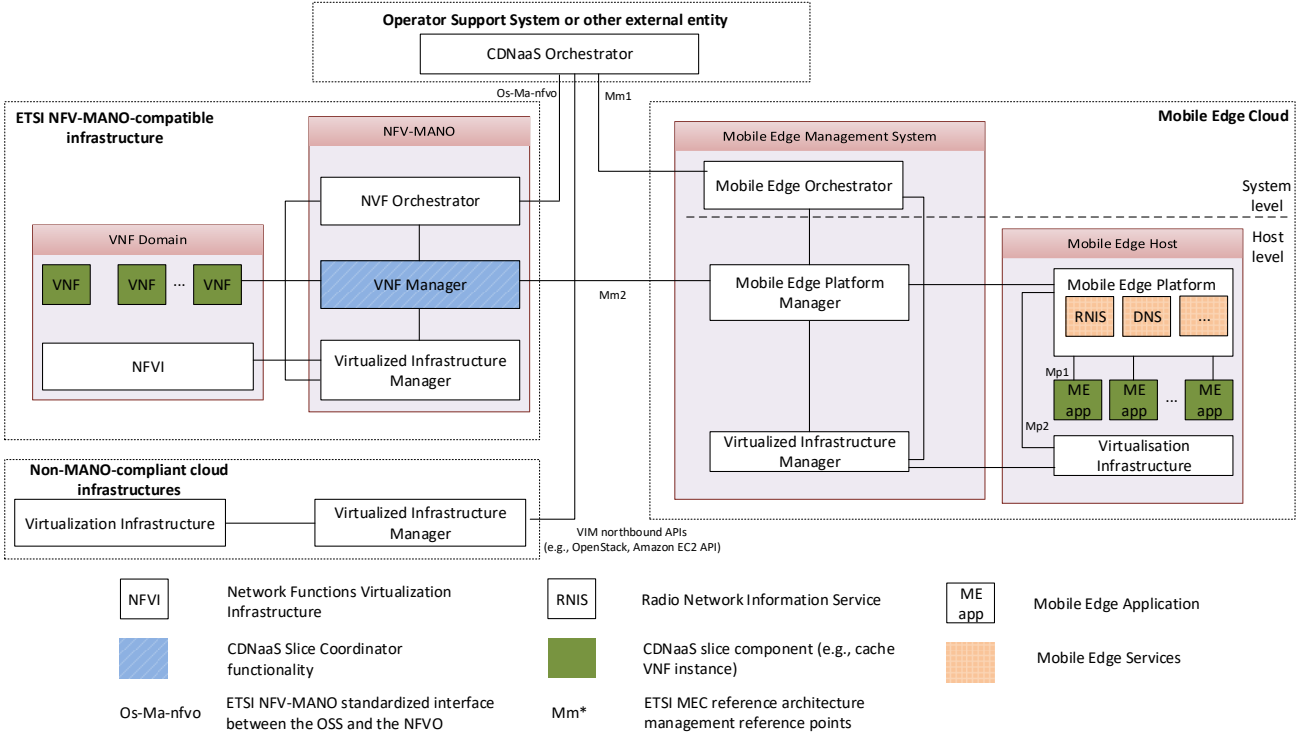 Operator Support System or other external entity
CDNaaS Orchestrator
Os-Ma-nfvo
Mm1
ETSI NFV-MANO-compatible
infrastructure
NFV-MANO
NVF Orchestrator
VNF Domain
VNF
VNF
...
VNF
VNF Manager
NFVI
Virtualized Infrastructure
Manager
Mm2
Mobile Edge Cloud
Mobile Edge Management System
Mobile Edge Orchestrator
System
level
Host
level
Mobile Edge Host
Mobile Edge Platform
Manager
Mobile Edge Platform
RNIS
DNS
...
Mp1
ME
app
ME
app
...
ME
app
Mp2
Virtualized Infrastructure
Manager
Virtualisation
Infrastructure
Non-MANO-compliant cloud
infrastructures
Virtualization Infrastructure
Virtualized Infrastructure
Manager
VIM northbound APIs
(e.g., OpenStack, Amazon EC2 API)
NFVI
Network Functions Virtualization
Infrastructure
RNIS
Radio Network Information Service
ME
app
Mobile Edge Application
CDNaaS Slice Coordinator
functionality
CDNaaS slice component (e.g., cache
VNF instance)
Mobile Edge Services
Os-Ma-nfvo
ETSI NFV-MANO standardized interface
between the OSS and the NFVO
Mm*
ETSI MEC reference architecture
management reference points